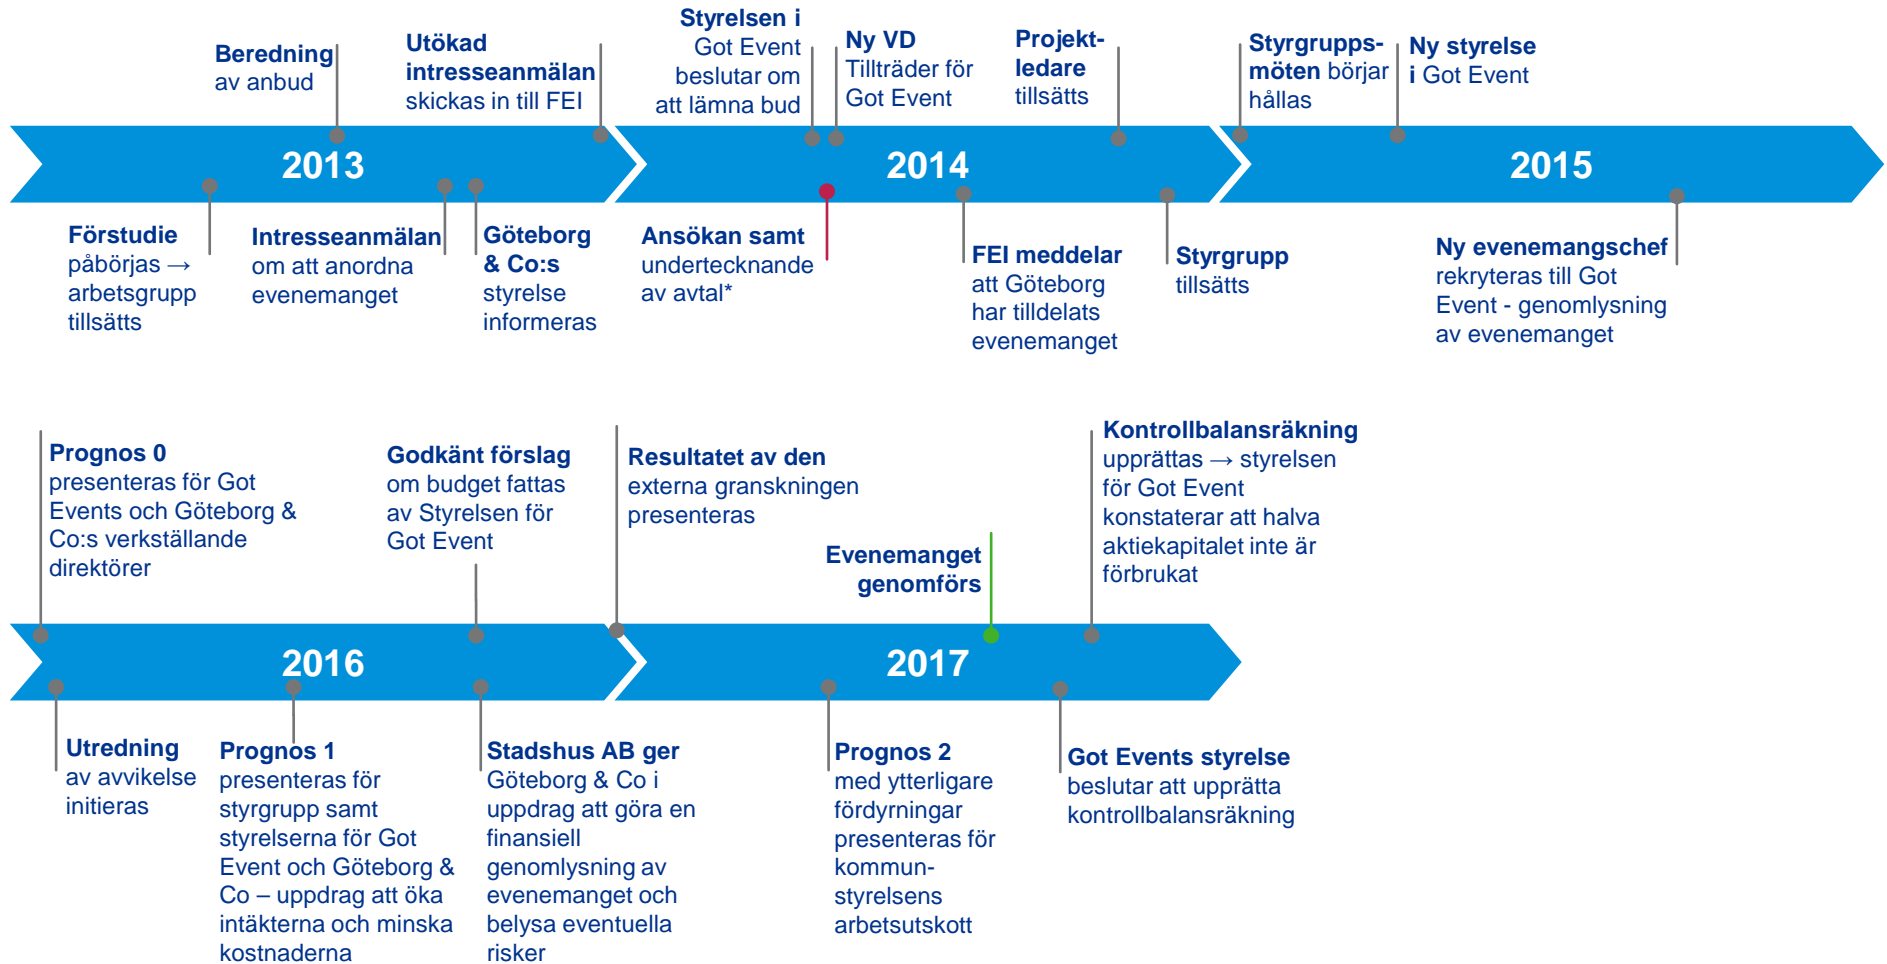 Beredning
av anbud
Utökad
intresseanmälan
skickas in till FEI
Styrelsen i
Got Event
beslutar om
att lämna bud
Ny VD
Tillträder för
Got Event
Projekt-
ledare
tillsätts
Styrgrupps-
möten börjar
hållas
Ny styrelse
i Got Event
2013
2014
2015
Förstudie
påbörjas →
arbetsgrupp
tillsätts
Intresseanmälan
om att anordna
evenemanget
Göteborg
& Co:s
styrelse
informeras
Ansökan samt
undertecknande
av avtal*
FEI meddelar
att Göteborg
har tilldelats
evenemanget
Styrgrupp
tillsätts
Ny evenemangschef
rekryteras till Got
Event - genomlysning
av evenemanget
Prognos 0
presenteras för Got
Events och Göteborg &
Co:s verkställande
direktörer
Godkänt förslag
om budget fattas
av Styrelsen för
Got Event
Resultatet av den
externa granskningen
presenteras
Evenemanget
genomförs
Kontrollbalansräkning
upprättas → styrelsen
för Got Event
konstaterar att halva
aktiekapitalet inte är
förbrukat
2016
2017
Utredning
av avvikelse
initieras
Prognos 1
presenteras för
styrgrupp samt
styrelserna för Got
Event och Göteborg &
Co – uppdrag att öka
intäkterna och minska
kostnaderna
Stadshus AB ger
Göteborg & Co i
uppdrag att göra en
finansiell
genomlysning av
evenemanget och
belysa eventuella
risker
Prognos 2
med ytterligare
fördyrningar
presenteras för
kommun-
styrelsens
arbetsutskott
Got Events styrelse
beslutar att upprätta
kontrollbalansräkning